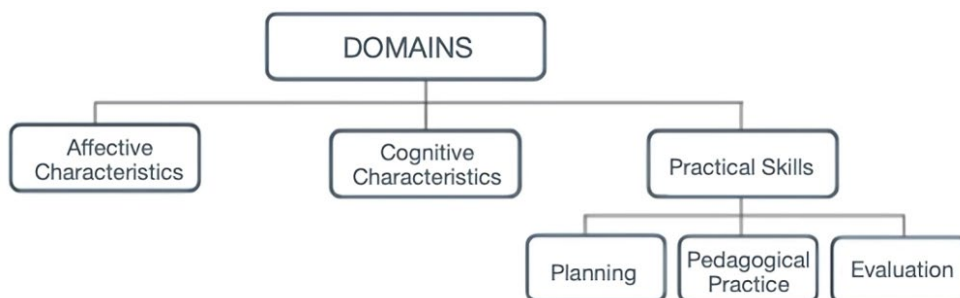 DOMAINS
Affective
Characteristics
Cognitive
Characteristics
Practical Skills
Planning
Pedagogical
Practice
Evaluation